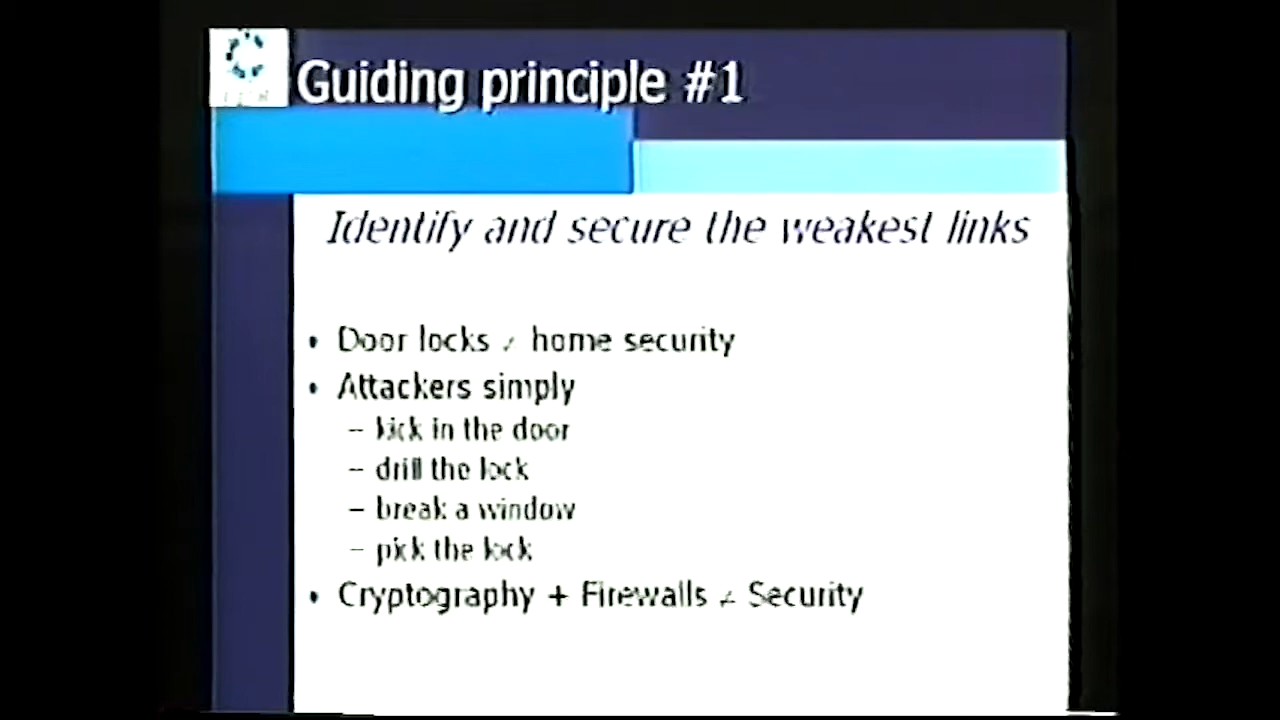 Guiding principle #1
Identify and secure the weakest links
• Door locks ≠ home security
• Attackers simply
– kick in the door
– drill the lock
– break a window
– pick the lock
• Cryptography + Firewalls ≠ Security